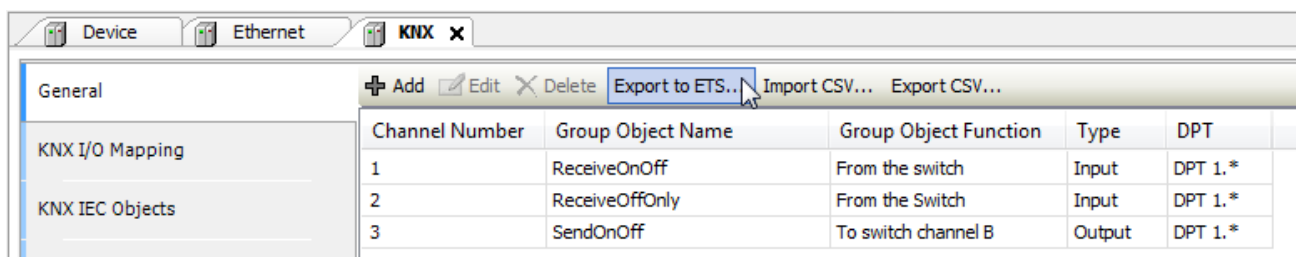 Device Ethernet KNX
General
Add Edit Delete Export to ETS... Import CSV... Export CSV...
Channel Number Group Object Name Group Object Function Type DPT
KNX I/O Mapping
1 ReceiveOnOff From the switch Input DPT 1.*
2 ReceiveOffOnly From the Switch Input DPT 1.*
KNX IEC Objects
3 SendOnOff To switch channel B Output DPT 1.*